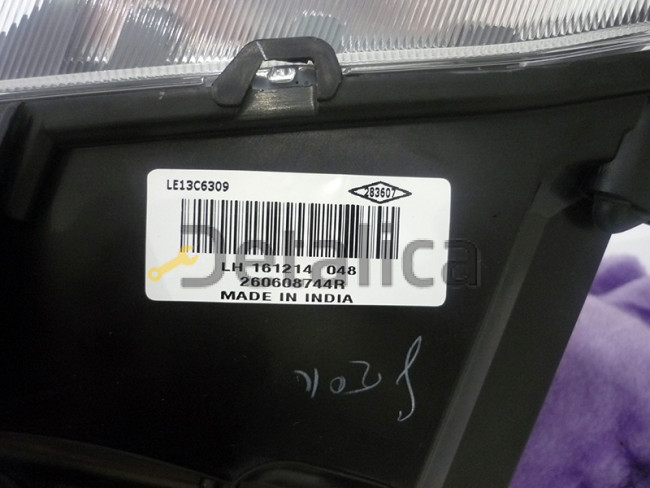 LE13C6309
283607
LH 161214 048
Detalica
260608744R
MADE IN INDIA